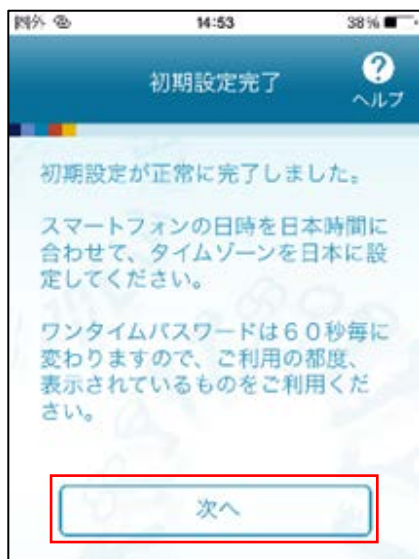 圏外 14:53 38%
初期設定完了
?
ヘルプ
初期設定が正常に完了しました。
スマートフォンの日時を日本時間に
合わせて、タイムゾーンを日本に設
定してください。
ワンタイムパスワードは60秒毎に
変わりますので、ご利用の都度、
表示されているものをご利用くだ
さい。
次へ